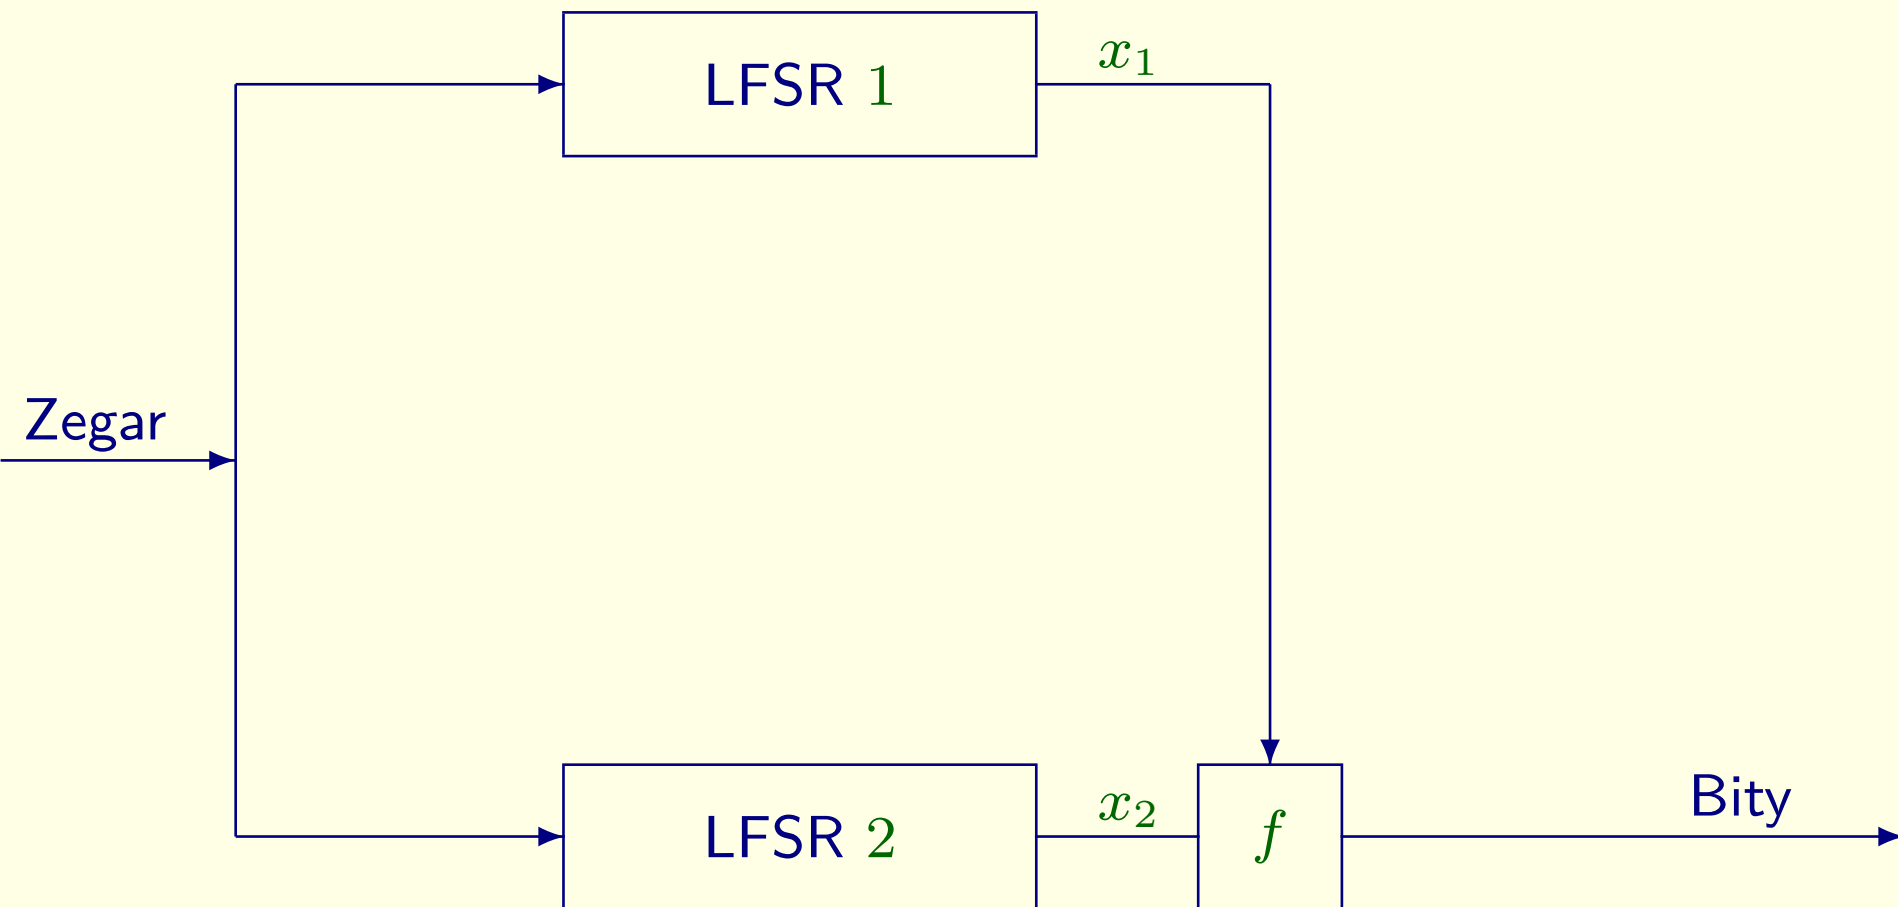 LFSR 1
x₁
Zegar
LFSR 2
x₂
f
Bity